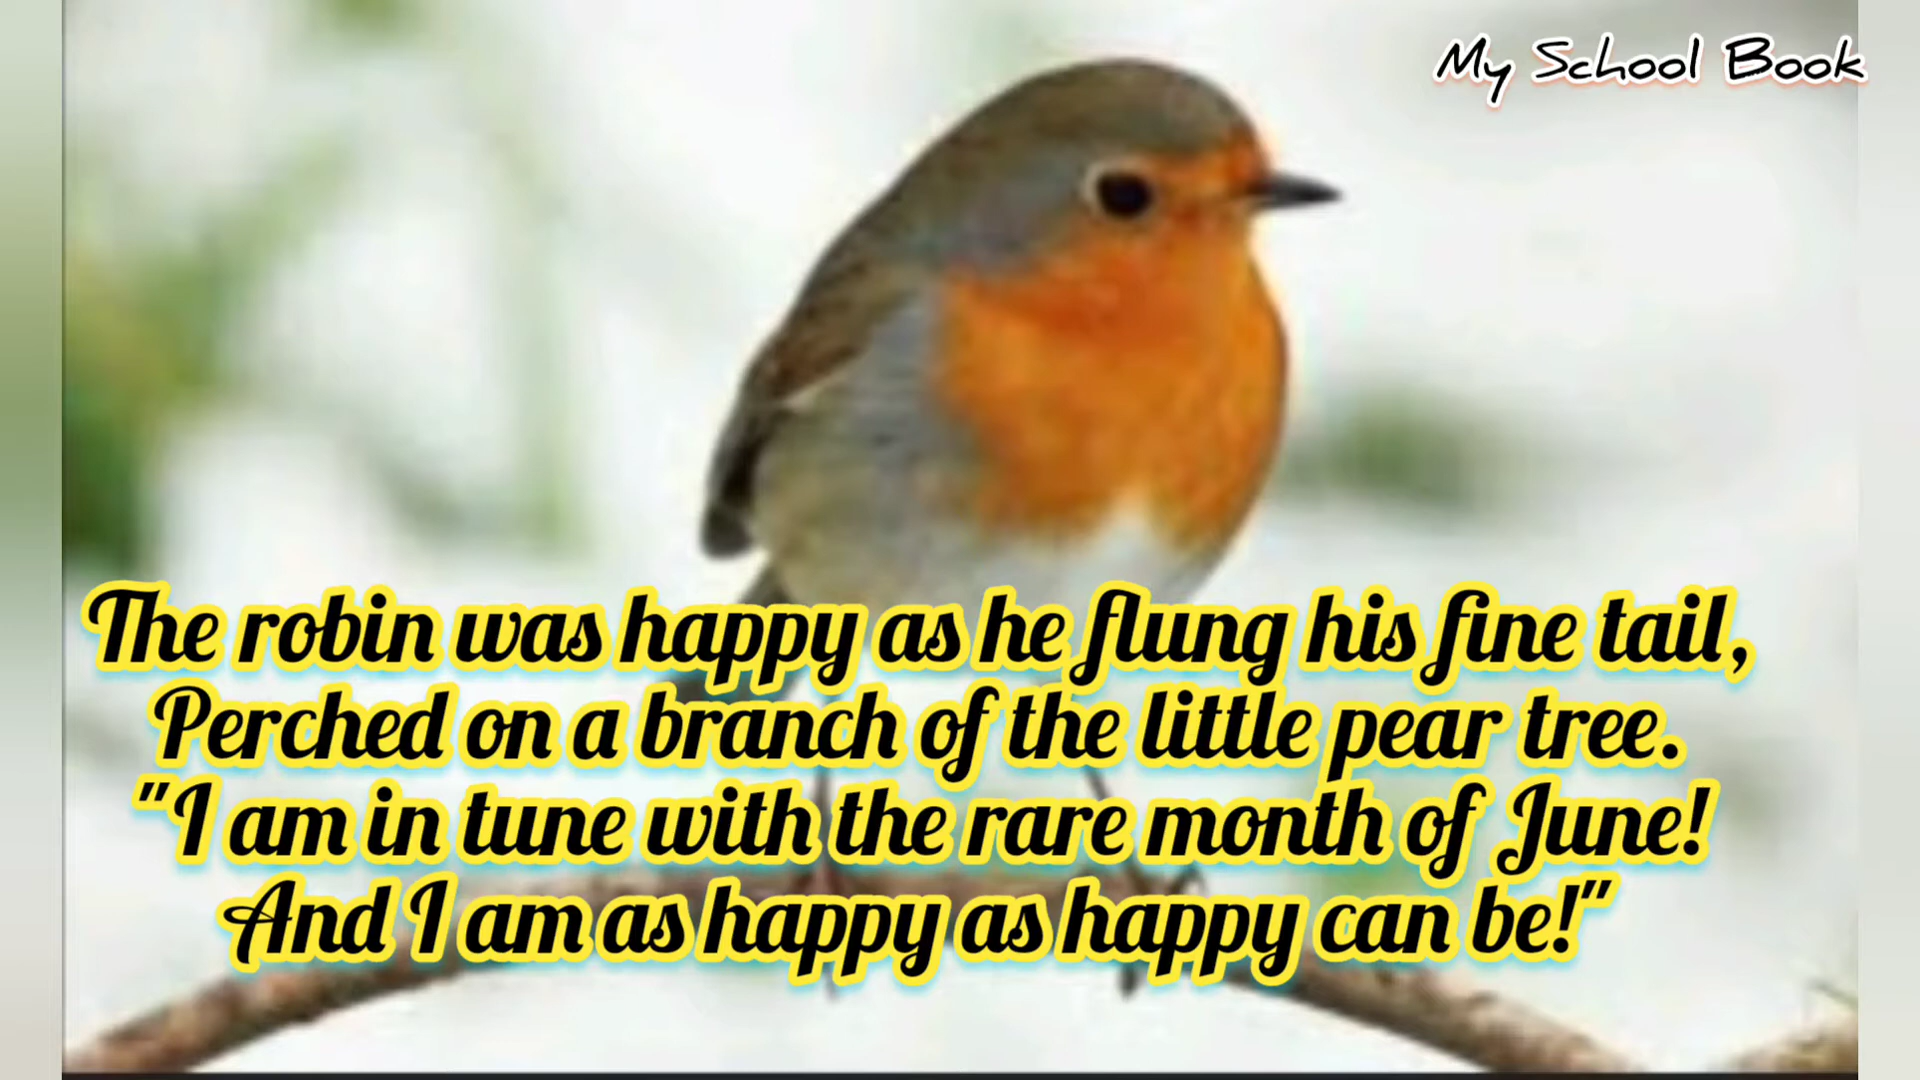 My School Book
The robin was happy as he flung his fine tail,
Perched on a branch of the little pear tree.
"I am in tune with the rare month of June!
And I am as happy as happy can be!"